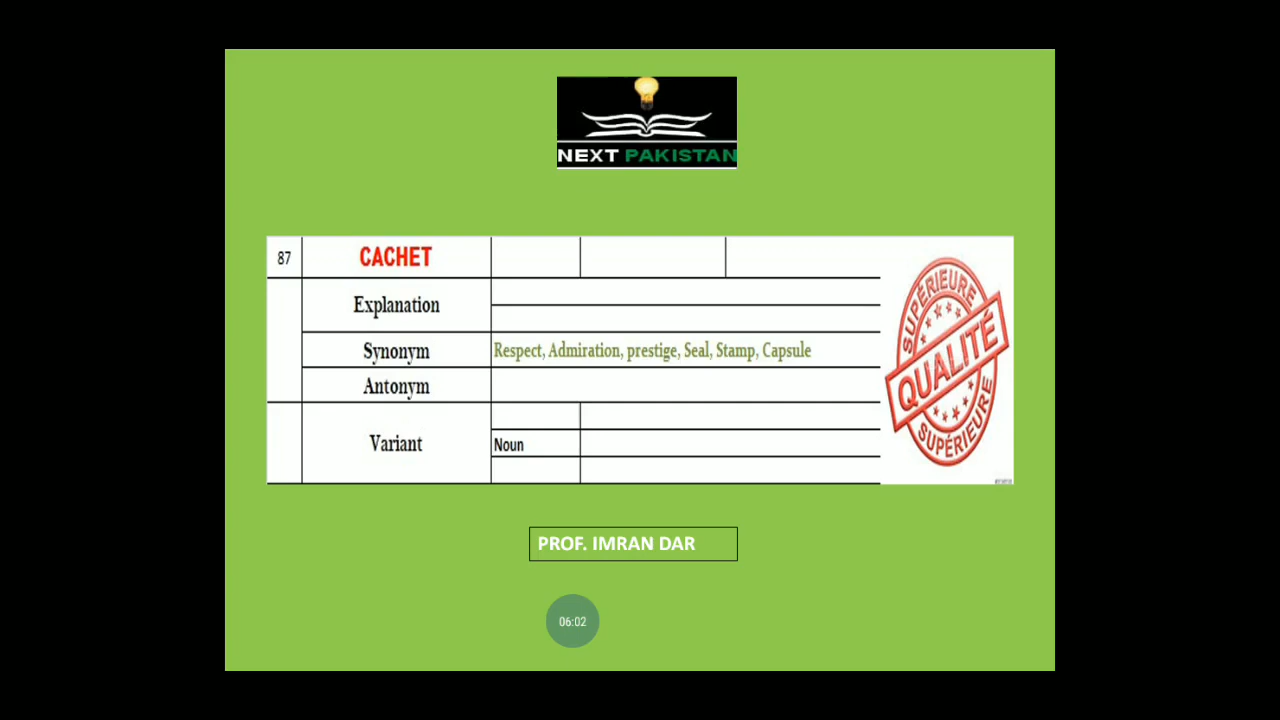 NEXT PAKISTAN
87 CACHET
Explanation
Synonym Respect, Admiration, prestige, Seal, Stamp, Capsule
Antonym
Variant Noun
SUPÉRIEURE
QUALITÉ
SUPÉRIEURE
PROF. IMRAN DAR
06:02